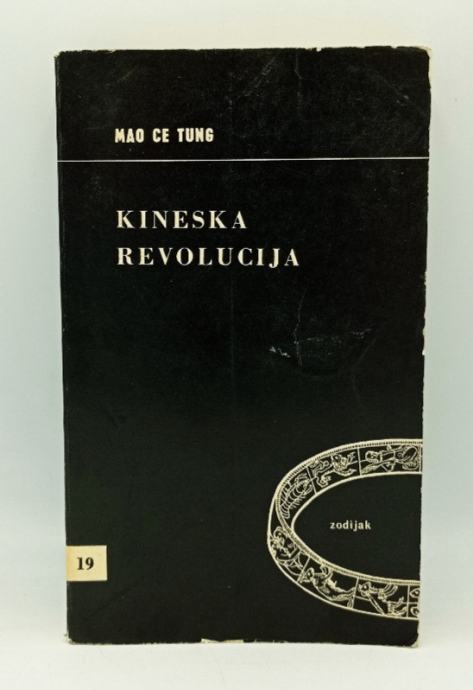 MAO CE TUNG
KINESKA
REVOLUCIJA
zodijak
19